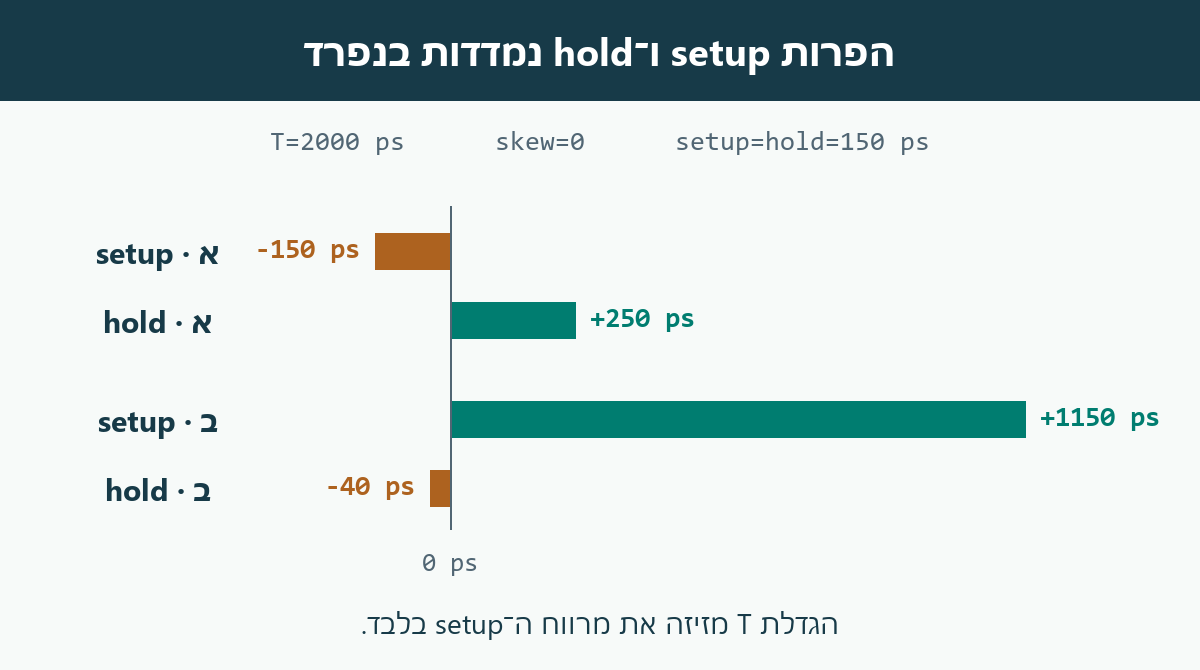 הפרות setup ו־hold נמדדות בנפרד
T=2000 ps skew=0 setup=hold=150 ps
א · setup -150 ps
א · hold +250 ps
ב · setup +1150 ps
ב · hold -40 ps
0 ps
הגדלת T מזיזה את מרווח ה־setup בלבד.